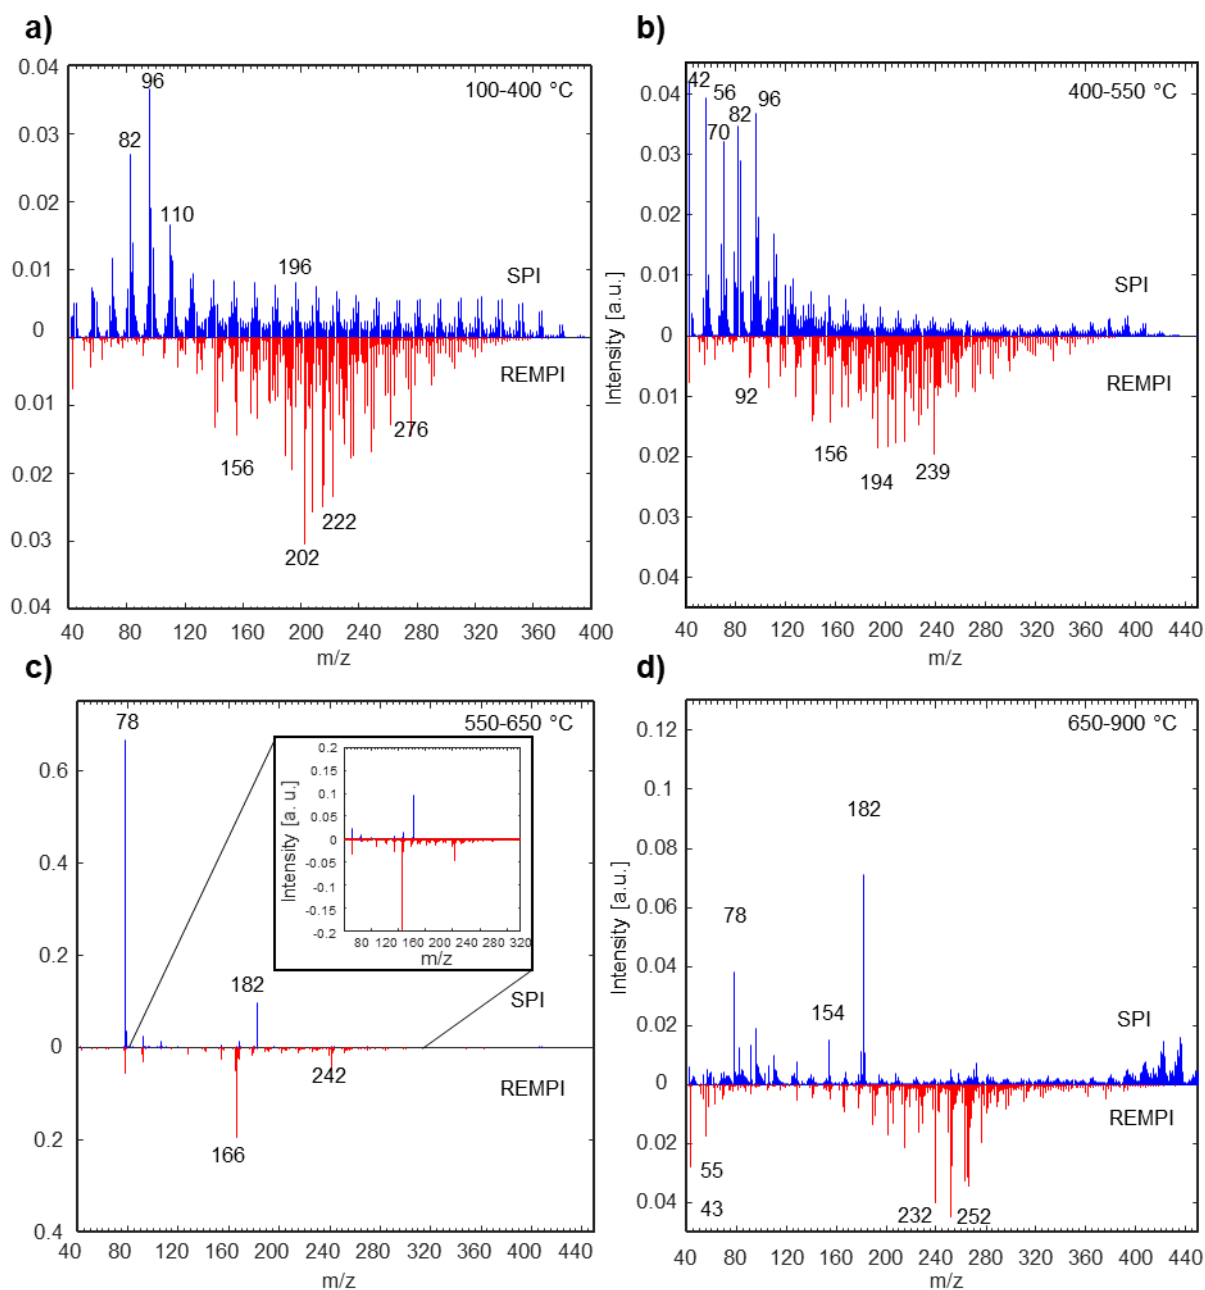 a)
100-400 °C
0.04
0.03
0.02
0.01
0
0.01
0.02
0.03
0.04
96
82
110
196
SPI
REMPI
156
276
222
202
40 80 120 160 200 240 280 320 360 400
m/z
b)
400-550 °C
Intensity [a.u.]
0.04
0.03
0.02
0.01
0
0.01
0.02
0.03
0.04
42
56
96
82
70
SPI
REMPI
92
156
194
239
40 80 120 160 200 240 280 320 360 400 440
m/z
c)
550-650 °C
0.6
0.4
0.2
0
0.2
0.4
78
182
SPI
REMPI
242
166
Intensity [a. u.]
0.2
0.15
0.1
0.05
0
-0.05
-0.1
-0.15
-0.2
80 120 160 200 240 280 320
m/z
40 80 120 160 200 240 280 320 360 400 440
m/z
d)
650-900 °C
Intensity [a.u.]
0.12
0.1
0.08
0.06
0.04
0.02
0
0.02
0.04
182
78
154
SPI
REMPI
55
43
232
252
40 80 120 160 200 240 280 320 360 400 440
m/z